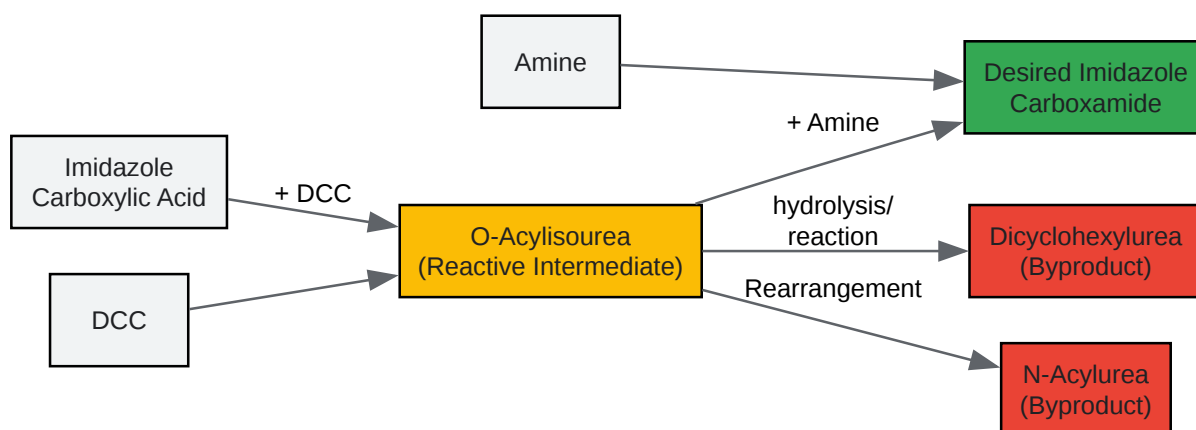 Amine
Desired Imidazole
Carboxamide
+ Amine
Imidazole
Carboxylic Acid
+ DCC
hydrolysis/
reaction
O-Acylisourea
(Reactive Intermediate)
Dicyclohexylurea
(Byproduct)
DCC
Rearrangement
N-Acylurea
(Byproduct)